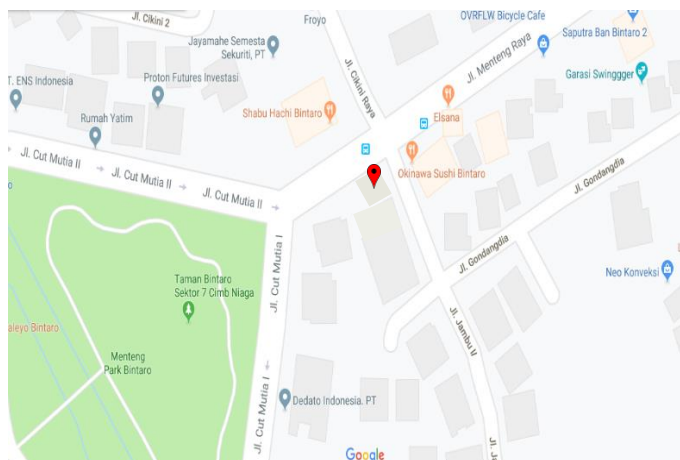 Jl. Cikini 2
Froyo
OVRFLW Bicycle Cafe
Jayamahe Semesta
Sekuriti, PT
Saputra Ban Bintaro 2
Jl. Cikini Raya
Jl. Menteng Raya
T. ENS Indonesia
Proton Futures Investasi
Garasi Swinggger
Shabu Hachi Bintaro
Elsana
Rumah Yatim
Jl. Cut Mutia II
Jl. Cut Mutia II
Jl. Cut Mutia II
Okinawa Sushi Bintaro
Jl. Gondangdia
Jl. Cut Mutia I
Jl. Gondangdia
Neo Konveksi
Taman Bintaro
Sektor 7 Cimb Niaga
aleyo Bintaro
Jl. Jambu II
Menteng
Park Bintaro
Jl. Cut Mutia I
Dedato Indonesia. PT
Google